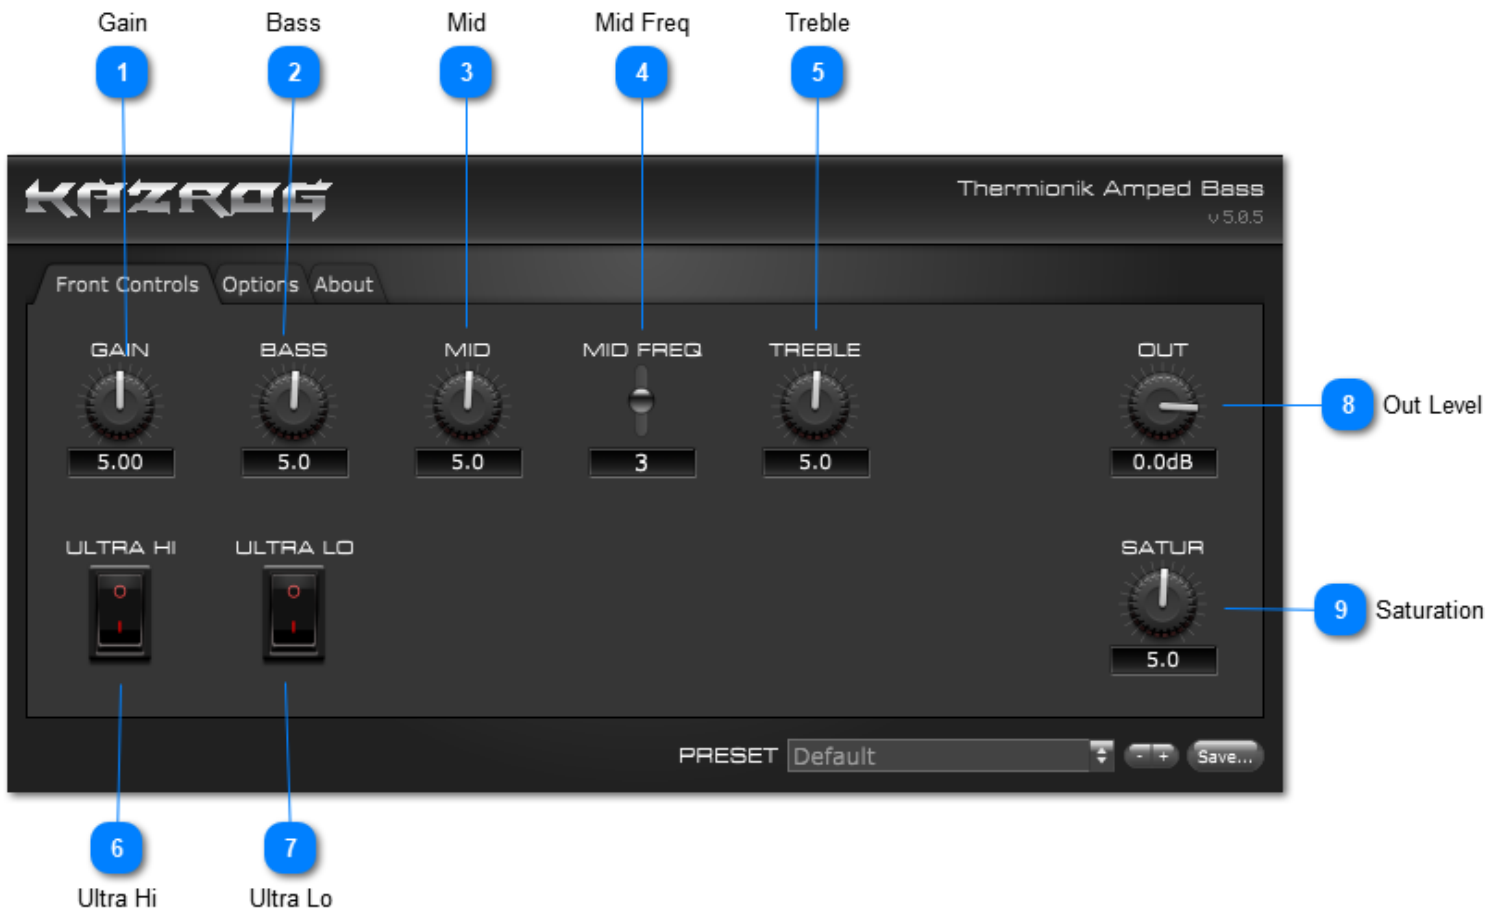 Gain Bass Mid Mid Freq Treble
1 2 3 4 5
KAZROG
Thermionik Amped Bass
v 5.0.5
Front Controls Options About
GAIN BASS MID MID FREQ TREBLE OUT
8 Out Level
5.00 5.0 5.0 3 5.0 0.0dB
ULTRA HI ULTRA LO SATUR
O O
I I
9 Saturation
5.0
PRESET Default - + Save...
6 7
Ultra Hi Ultra Lo